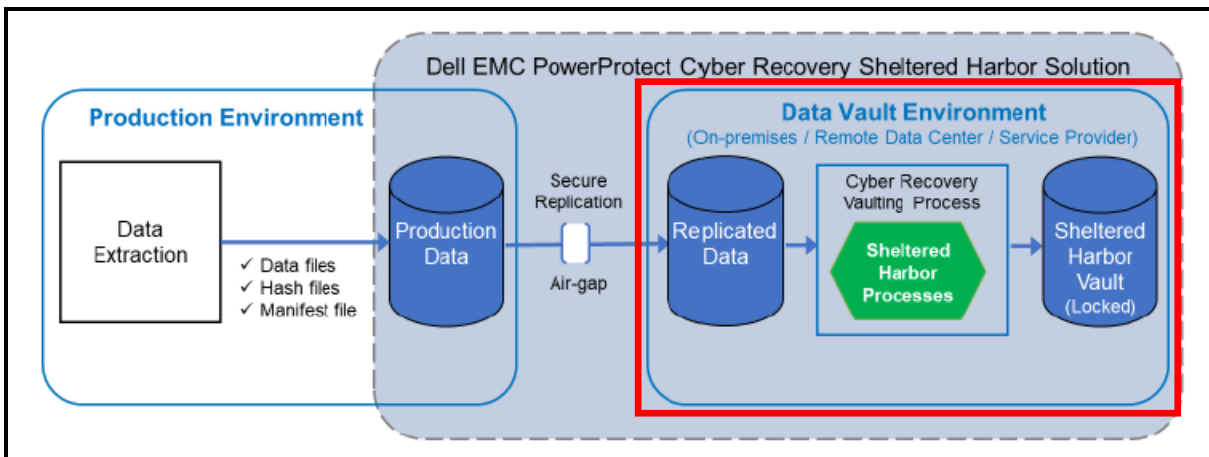 Dell EMC PowerProtect Cyber Recovery Sheltered Harbor Solution
Production Environment
Data
Extraction
✓ Data files
✓ Hash files
✓ Manifest file
Production
Data
Secure
Replication
Air-gap
Data Vault Environment
(On-premises / Remote Data Center / Service Provider)
Replicated
Data
Cyber Recovery
Vaulting Process
Sheltered
Harbor
Processes
Sheltered
Harbor
Vault
(Locked)